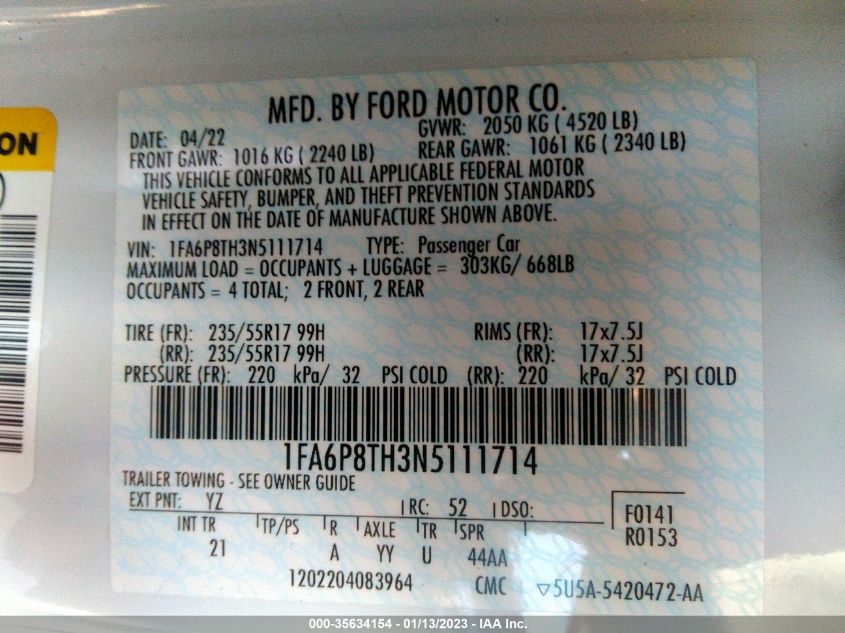 MFD. BY FORD MOTOR CO.
DATE: 04/22 GVWR: 2050 KG ( 4520 LB)
FRONT GAWR: 1016 KG ( 2240 LB) REAR GAWR: 1061 KG ( 2340 LB)
THIS VEHICLE CONFORMS TO ALL APPLICABLE FEDERAL MOTOR
VEHICLE SAFETY, BUMPER, AND THEFT PREVENTION STANDARDS
IN EFFECT ON THE DATE OF MANUFACTURE SHOWN ABOVE.
VIN: 1FA6P8TH3N5111714 TYPE: Passenger Car
MAXIMUM LOAD = OCCUPANTS + LUGGAGE = 303KG/ 668LB
OCCUPANTS = 4 TOTAL; 2 FRONT, 2 REAR
TIRE (FR): 235/55R17 99H RIMS (FR): 17x7.5J
(RR): 235/55R17 99H (RR): 17x7.5J
PRESSURE (FR): 220 kPa/ 32 PSI COLD (RR): 220 kPa/ 32 PSI COLD
1FA6P8TH3N5111714
TRAILER TOWING - SEE OWNER GUIDE
EXT PNT: YZ RC: 52 DSO: F0141
INT TR TP/PS R AXLE TR SPR R0153
21 A YY U 44AA
1202204083964 CMC ▽5U5A-5420472-AA
ON
000-35634154 - 01/13/2023 - IAA Inc.